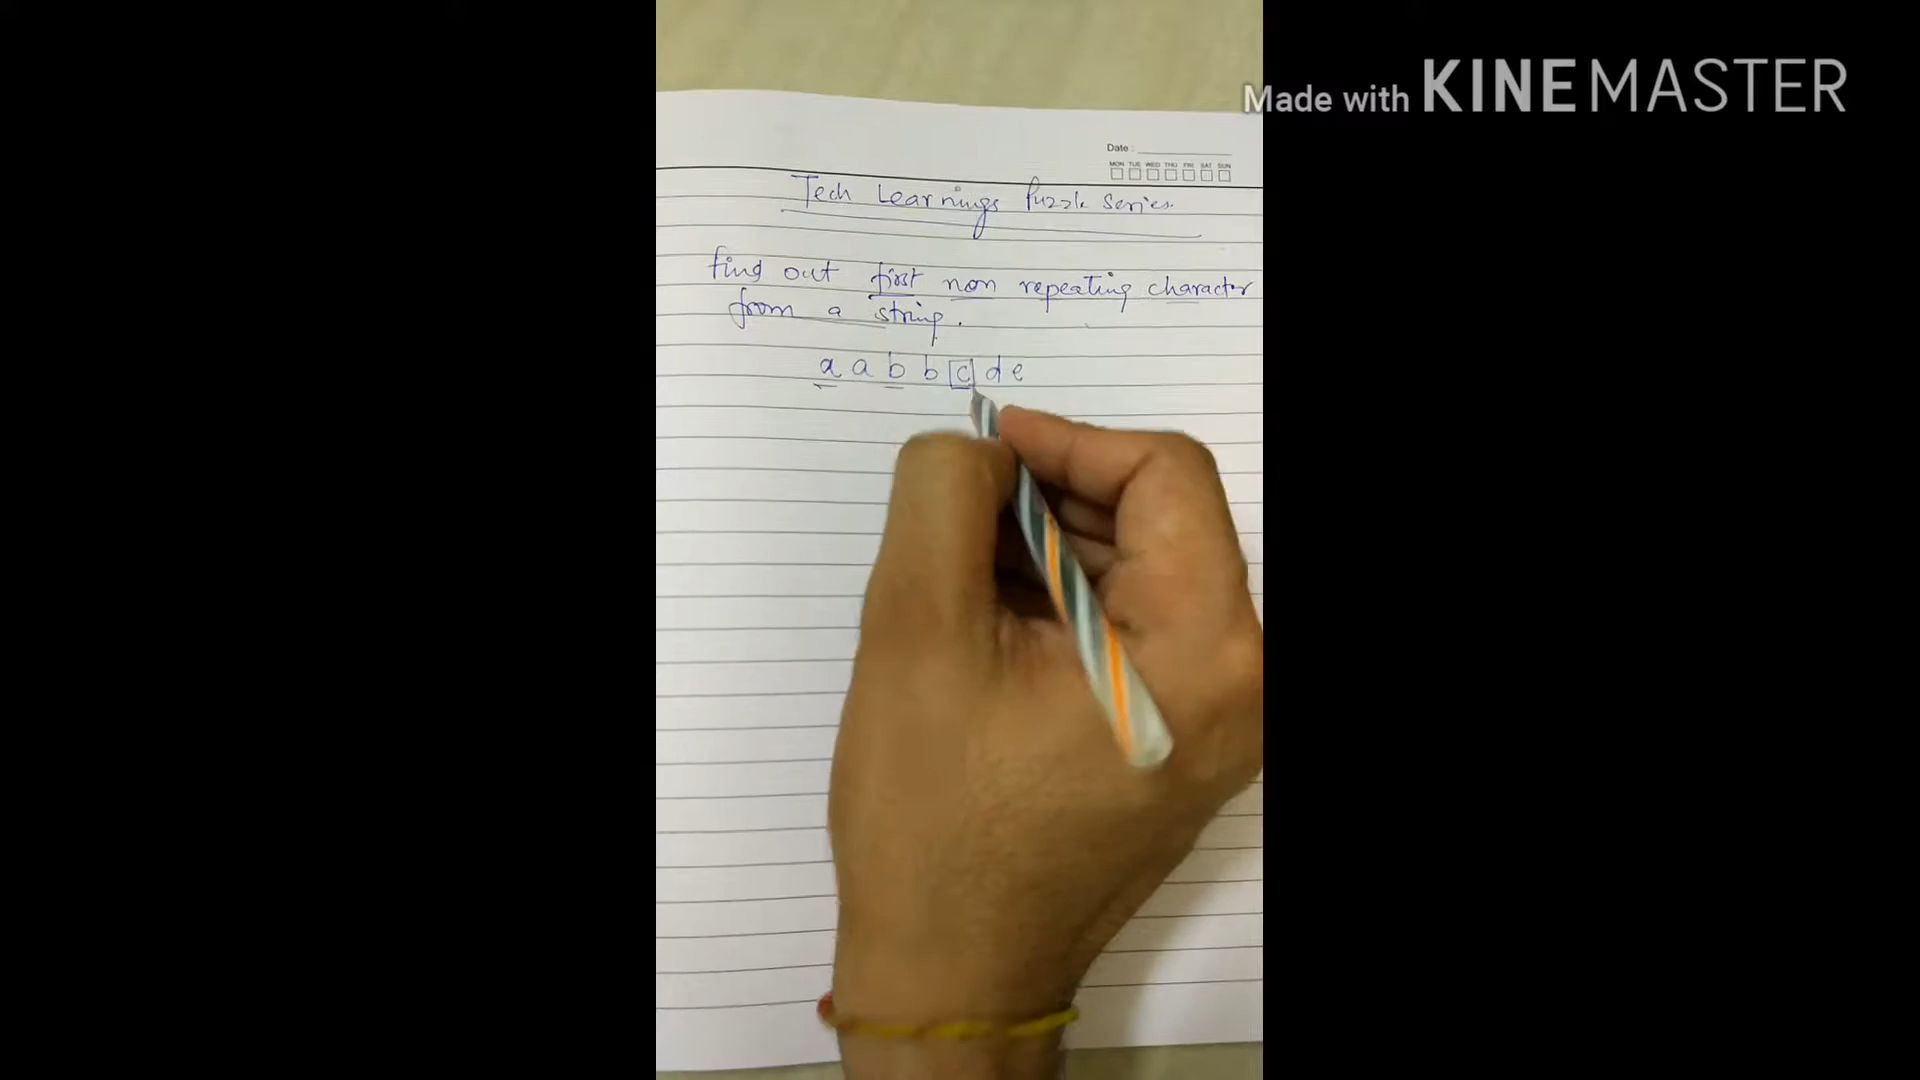 Made with KINEMASTER
Date :
MON TUE WED THU FRI SAT SUN
Tech Learnings Puzzle Series.
find out first non repeating character
from a string.
a a b b c d e